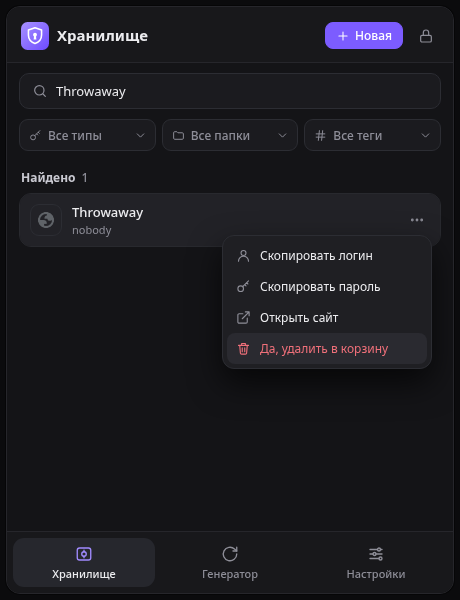 Хранилище
Новая
Throwaway
Все типы
Все папки
Все теги
Найдено 1
Throwaway
nobody
Скопировать логин
Скопировать пароль
Открыть сайт
Да, удалить в корзину
Хранилище
Генератор
Настройки